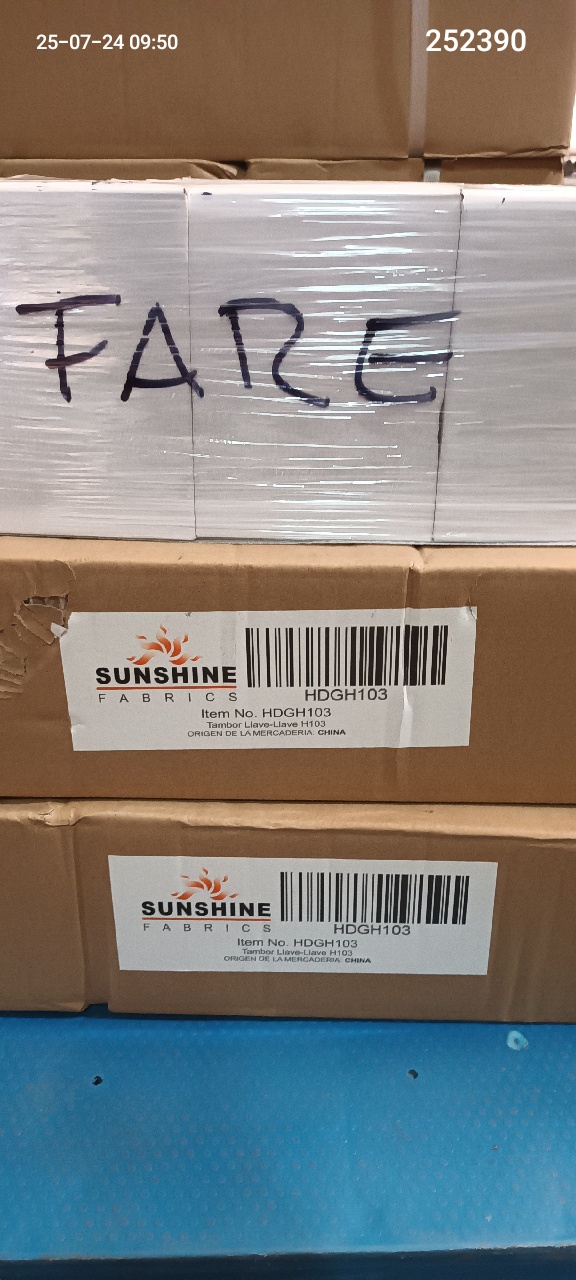 25-07-24 09:50
252390
FARE
SUNSHINE
FABRICS
HDGH103
Item No. HDGH103
Tambor Llave-Llave H103
ORIGEN DE LA MERCADERIA: CHINA
SUNSHINE
FABRICS
HDGH103
Item No. HDGH103
Tambor Llave-Llave H103
ORIGEN DE LA MERCADERIA: CHINA